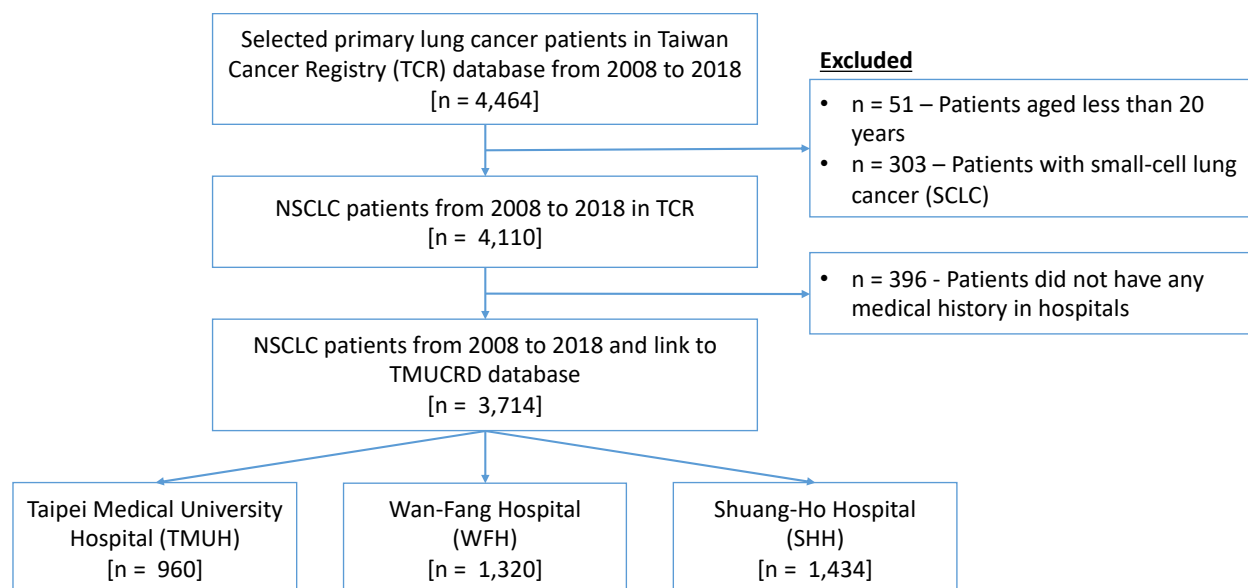 Selected primary lung cancer patients in Taiwan
Cancer Registry (TCR) database from 2008 to 2018
[n = 4,464]
Excluded
• n = 51 – Patients aged less than 20
years
• n = 303 – Patients with small-cell lung
cancer (SCLC)
NSCLC patients from 2008 to 2018 in TCR
[n = 4,110]
• n = 396 - Patients did not have any
medical history in hospitals
NSCLC patients from 2008 to 2018 and link to
TMUCRD database
[n = 3,714]
Taipei Medical University
Hospital (TMUH)
[n = 960]
Wan-Fang Hospital
(WFH)
[n = 1,320]
Shuang-Ho Hospital
(SHH)
[n = 1,434]